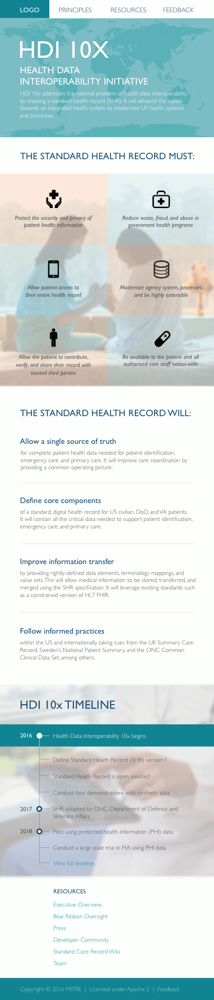 LOGO PRINCIPLES RESOURCES FEEDBACK
HDI 10X
HEALTH DATA
INTEROPERABILITY INITIATIVE
HDI 10x addresses the national problem of health data interoperability
by creating a standard health record (SHR). It will advance the nation
towards an integrated health system to modernize US health systems
and processes.
THE STANDARD HEALTH RECORD MUST:
Protect the security and privacy of
patient health information
Reduce waste, fraud, and abuse in
government health programs
Allow patient access to
their entire health record
Modernize agency system, processes,
and be highly extensible
Allow the patient to contribute,
verify, and share their record with
trusted third parties
Be available to the patient and all
authorized care staff nation-wide
THE STANDARD HEALTH RECORD WILL:
Allow a single source of truth
for complete patient health data needed for patient identification,
emergency care, and primary care. It will improve care coordination by
providing a common operating picture.
Define core components
of a standard, digital health record for US civilian, DoD, and VA patients.
It will contain all the critical data needed to support patient identification,
emergency care, and primary care.
Improve information transfer
by providing rightly-defined data elements, terminology mappings, and
value sets. This will allow medical information to be stored, transferred, and
merged using the SHR specification. It will leverage existing standards such
as a constrained version of HL7 FHIR.
Follow informed practices
within the US and internationally, taking cues from the UK Summary Care
Record, Sweden's National Patient Summary, and the ONC Common
Clinical Data Set, among others.
HDI 10x TIMELINE
2016 Health Data Interoperability 10x begins
Define Standard Health Record (SHR) version 1
Standard Health Record is open sourced
Conduct field demonstrations with synthetic data
2017 SHR adopted by ONC, Department of Defense, and
Veterans Affairs
2018 Pilot using protected health information (PHI) data
Conduct a large scale trial in MA using PHI data
View full timeline
RESOURCES
Executive Overview
Blue Ribbon Oversight
Press
Developer Community
Standard Core Record Wiki
Team
Copyright © 2016 MITRE | Licensed under Apache 2 | Feedback